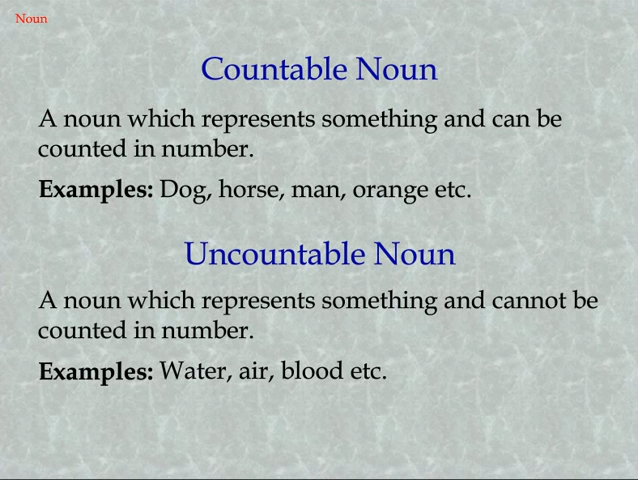 Noun
Countable Noun
A noun which represents something and can be
counted in number.
Examples: Dog, horse, man, orange etc.
Uncountable Noun
A noun which represents something and cannot be
counted in number.
Examples: Water, air, blood etc.